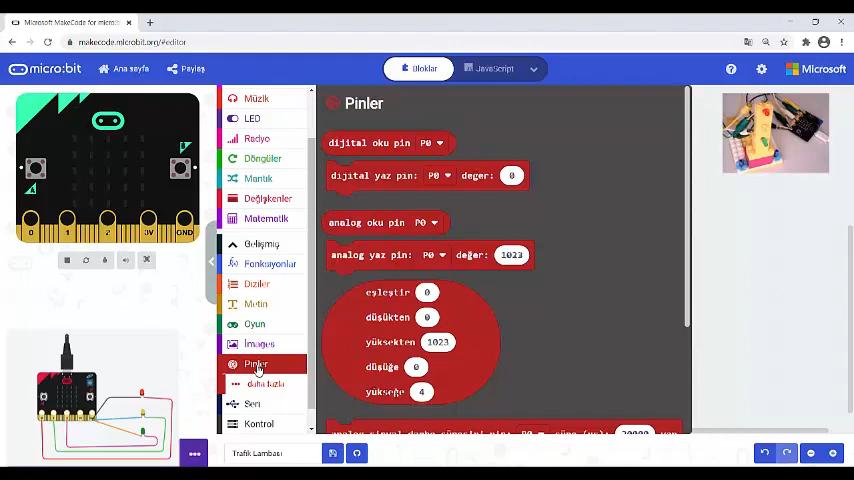 Microsoft MakeCode for micro:b
makecode.microbit.org/#editor
micro:bit
Ana sayfa
Paylaş
Bloklar
JavaScript
Microsoft
Müzik
LED
Radyo
Döngüler
Mantık
Değişkenler
Matematik
Gelişmiş
Fonksiyonlar
Diziler
Metin
Oyun
Images
Pinler
daha fazla
Seri
Kontrol
Pinler
dijital oku pin P0
dijital yaz pin: P0 değer: 0
analog oku pin P0
analog yaz pin: P0 değer: 1023
eşleştir 0
düşükten 0
yüksekten 1023
düşüğe 0
yükseğe 4
A
0 1 2 3V GND
Trafik Lambası